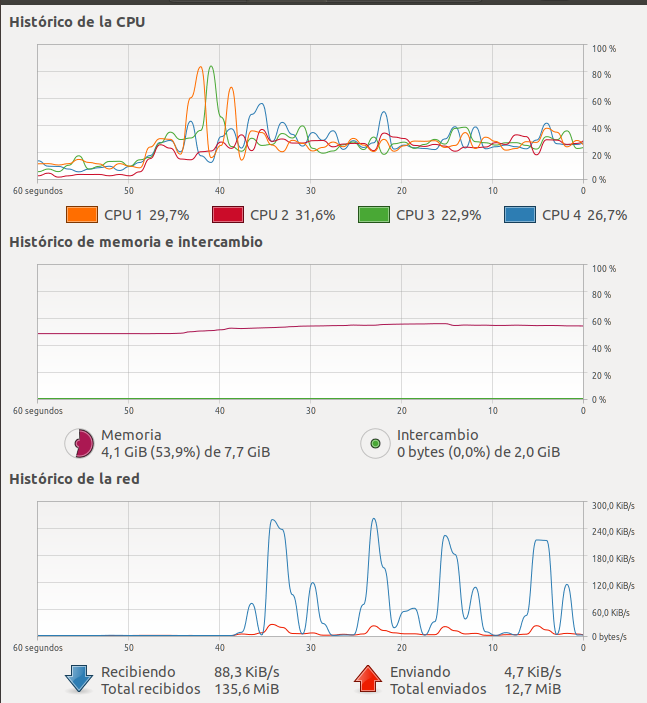 Histórico de la CPU
100 %
80 %
60 %
40 %
20 %
0 %
60 segundos 50 40 30 20 10 0
CPU 1 29,7% CPU 2 31,6% CPU 3 22,9% CPU 4 26,7%
Histórico de memoria e intercambio
100 %
80 %
60 %
40 %
20 %
0 %
60 segundos 50 40 30 20 10 0
Memoria Intercambio
4,1 GiB (53,9%) de 7,7 GiB 0 bytes (0,0%) de 2,0 GiB
Histórico de la red
300,0 KiB/s
240,0 KiB/s
180,0 KiB/s
120,0 KiB/s
60,0 KiB/s
0 bytes/s
60 segundos 50 40 30 20 10 0
Recibiendo 88,3 KiB/s Enviando 4,7 KiB/s
Total recibidos 135,6 MiB Total enviados 12,7 MiB